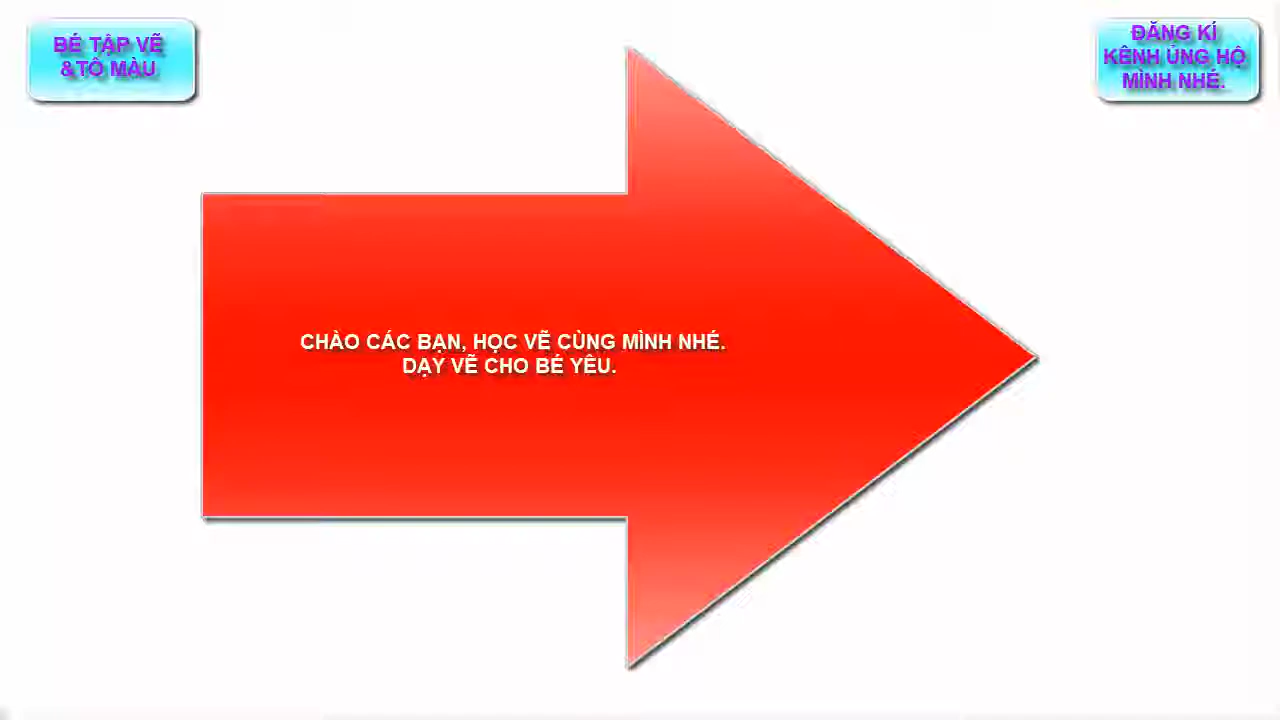 BÉ TẬP VẼ
&TÔ MÀU
ĐĂNG KÍ
KÊNH ỦNG HỘ
MÌNH NHÉ.
CHÀO CÁC BẠN, HỌC VẼ CÙNG MÌNH NHÉ.
DẠY VẼ CHO BÉ YÊU.